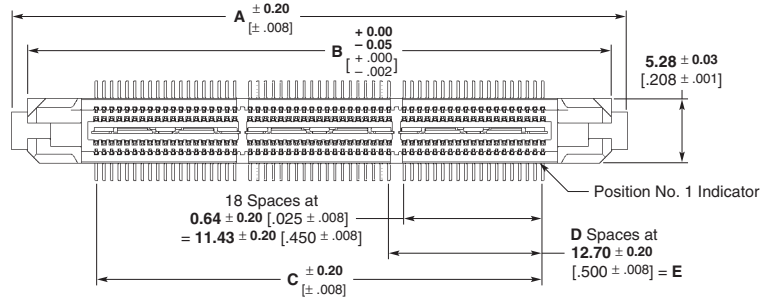 A ± 0.20
[± .008]
B + 0.00
− 0.05
[ + .000
− .002 ]
5.28 ± 0.03
[.208 ± .001]
Position No. 1 Indicator
18 Spaces at
0.64 ± 0.20 [.025 ± .008]
= 11.43 ± 0.20 [.450 ± .008]
D Spaces at
12.70 ± 0.20
[.500 ± .008] = E
C ± 0.20
[± .008]